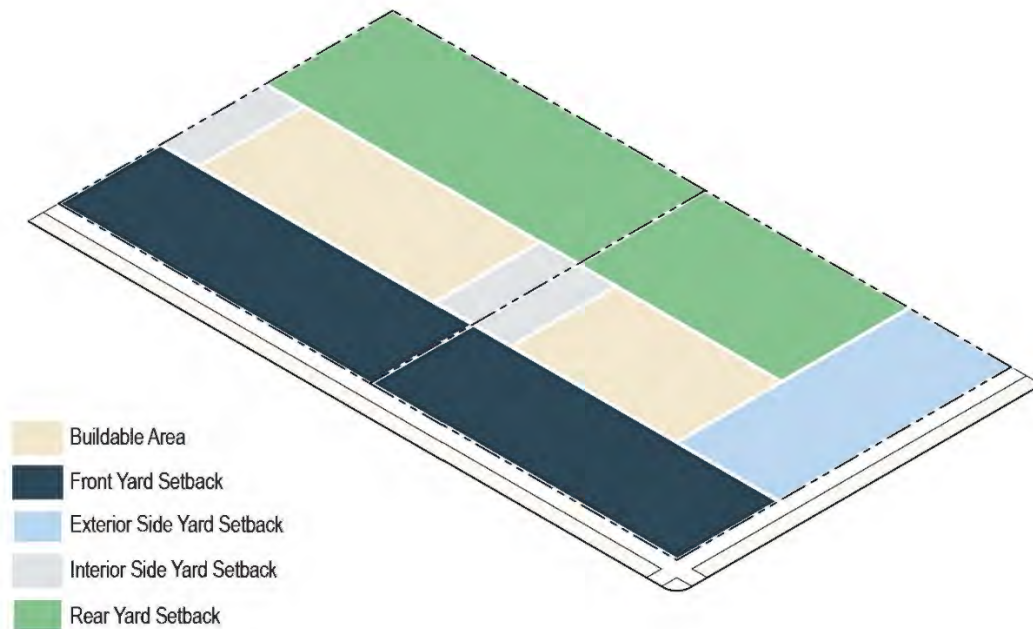 Buildable Area
Front Yard Setback
Exterior Side Yard Setback
Interior Side Yard Setback
Rear Yard Setback